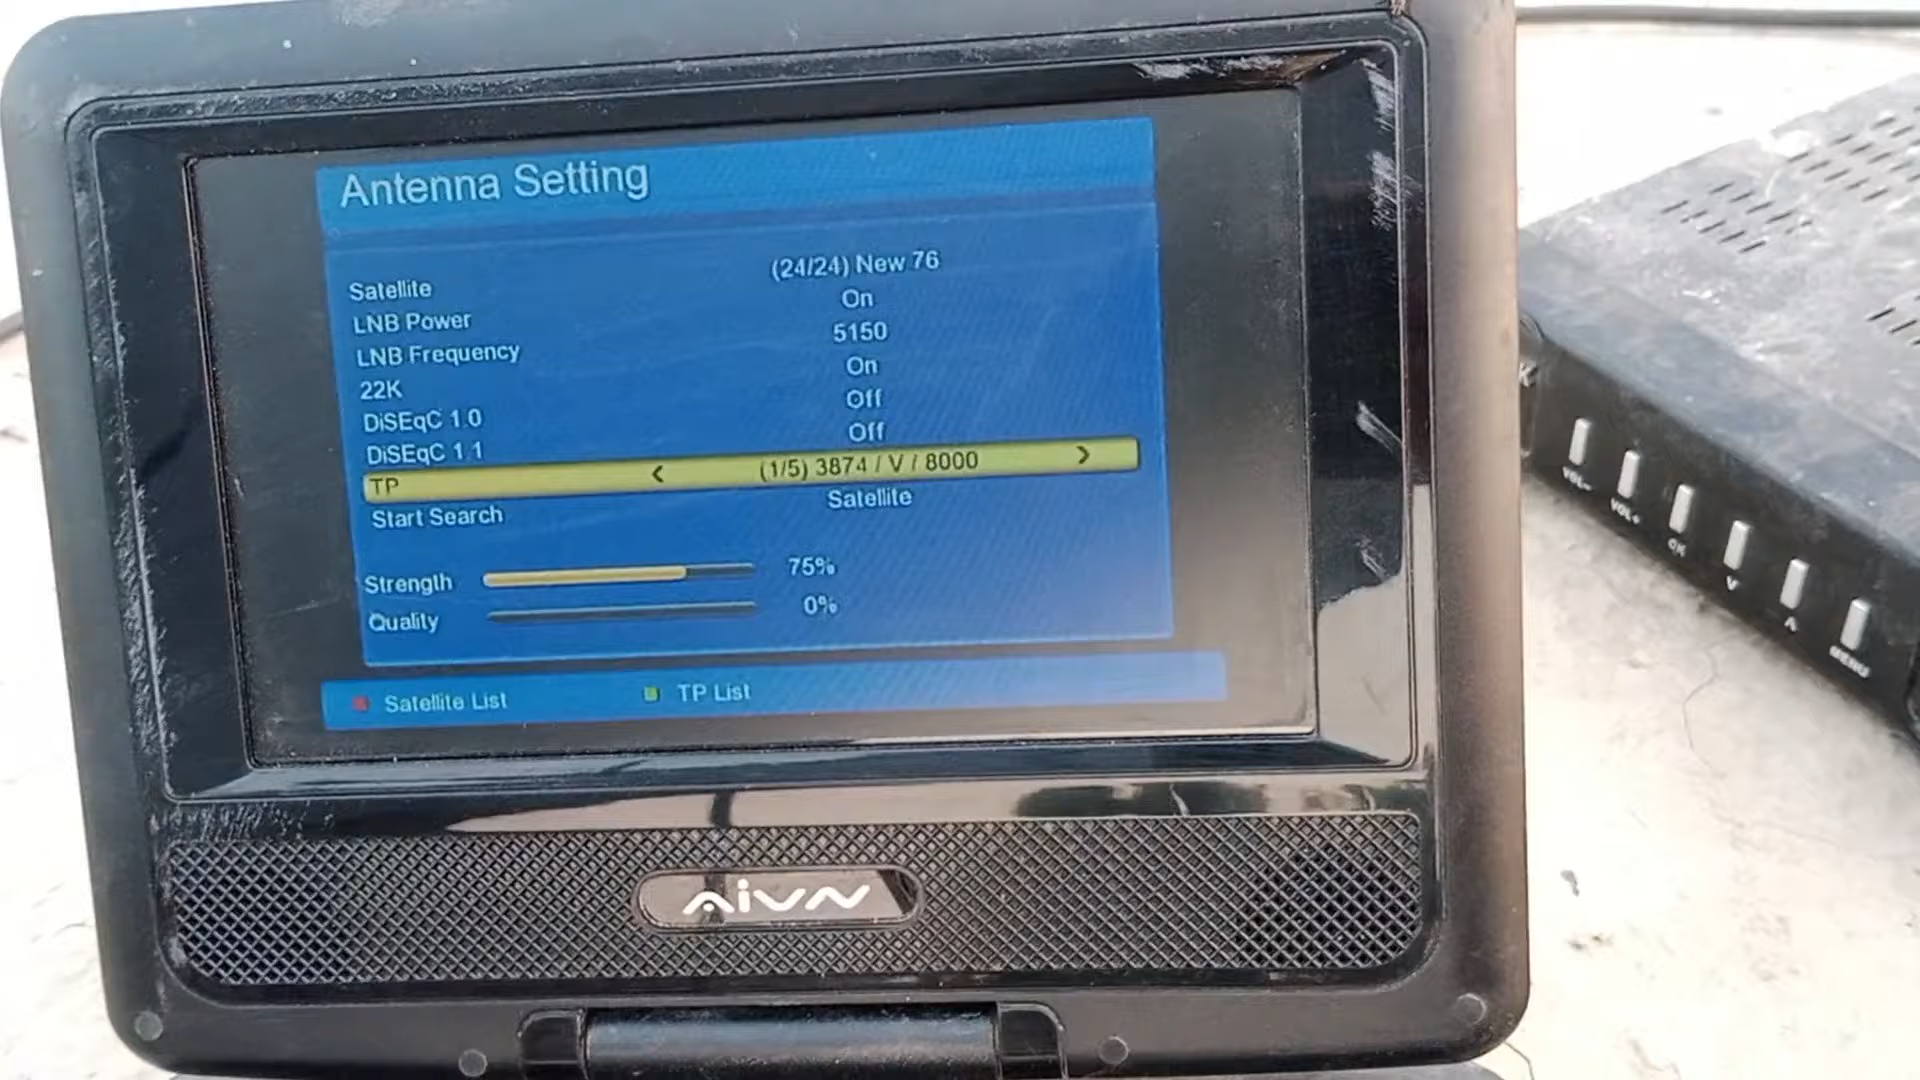 Antenna Setting
Satellite (24/24) New 76
LNB Power On
LNB Frequency 5150
22K On
DiSEqC 1.0 Off
DiSEqC 1.1 Off
TP < (1/5) 3874 / V / 8000 >
Start Search Satellite
Strength 75%
Quality 0%
Satellite List TP List
AIVN
VOL- VOL+ OK V Λ MENU